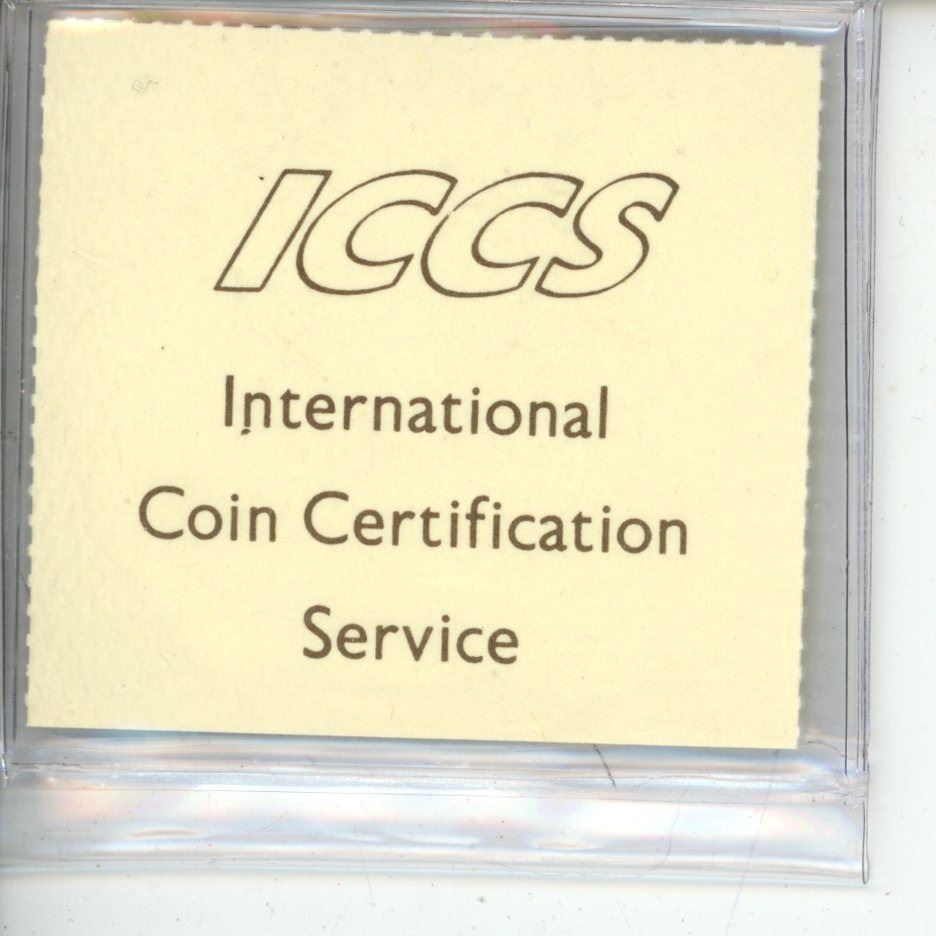 ICCS
International
Coin Certification
Service